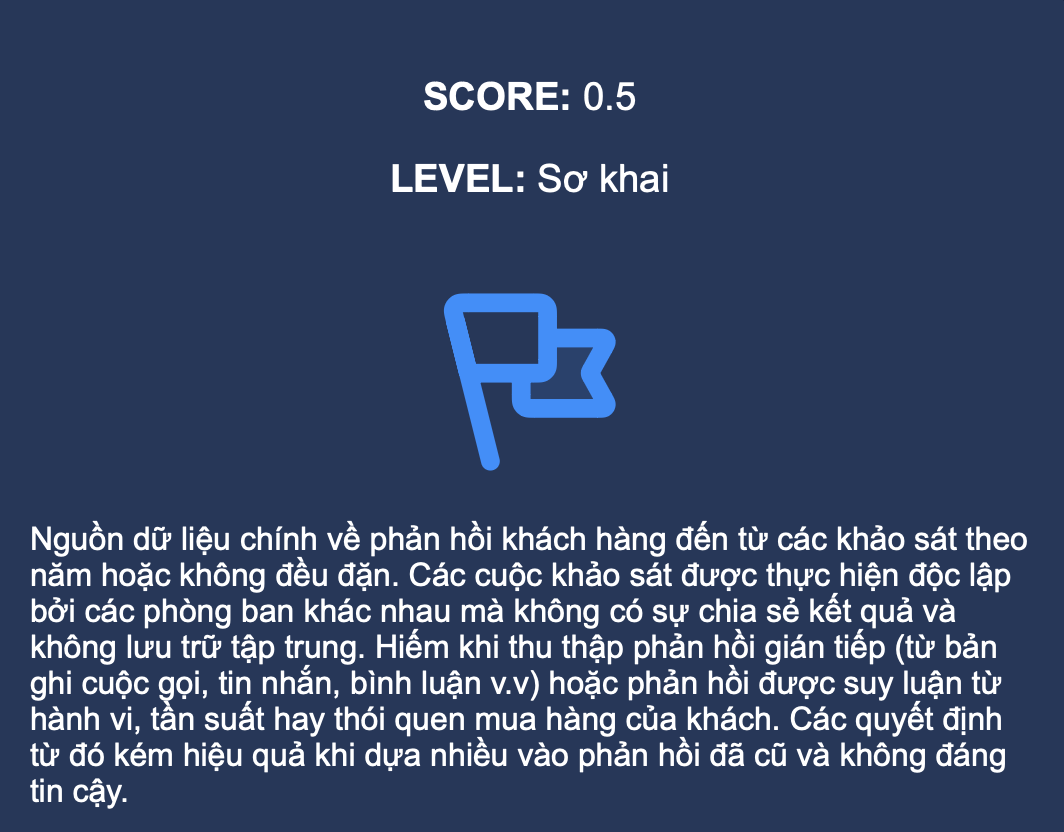 SCORE: 0.5
LEVEL: Sơ khai
Nguồn dữ liệu chính về phản hồi khách hàng đến từ các khảo sát theo
năm hoặc không đều đặn. Các cuộc khảo sát được thực hiện độc lập
bởi các phòng ban khác nhau mà không có sự chia sẻ kết quả và
không lưu trữ tập trung. Hiếm khi thu thập phản hồi gián tiếp (từ bản
ghi cuộc gọi, tin nhắn, bình luận v.v) hoặc phản hồi được suy luận từ
hành vi, tần suất hay thói quen mua hàng của khách. Các quyết định
từ đó kém hiệu quả khi dựa nhiều vào phản hồi đã cũ và không đáng
tin cậy.